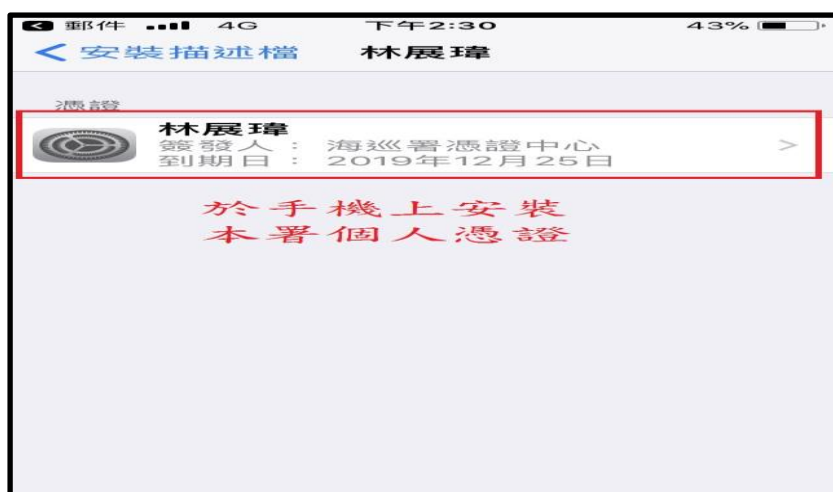 郵件 4G 下午2:30 43%
安裝描述檔 林展瑋
憑證
林展瑋
簽發人： 海巡署憑證中心
到期日： 2019年12月25日
於手機上安裝
本署個人憑證